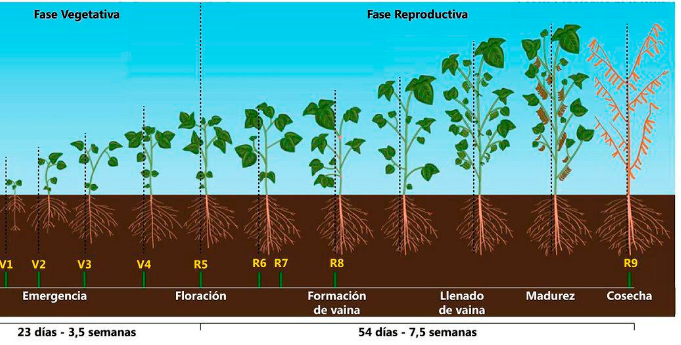 Fase Vegetativa
Fase Reproductiva
V1 V2 V3 V4 R5 R6 R7 R8 R9
Emergencia Floración Formación de vaina Llenado de vaina Madurez Cosecha
23 días - 3,5 semanas
54 días - 7,5 semanas